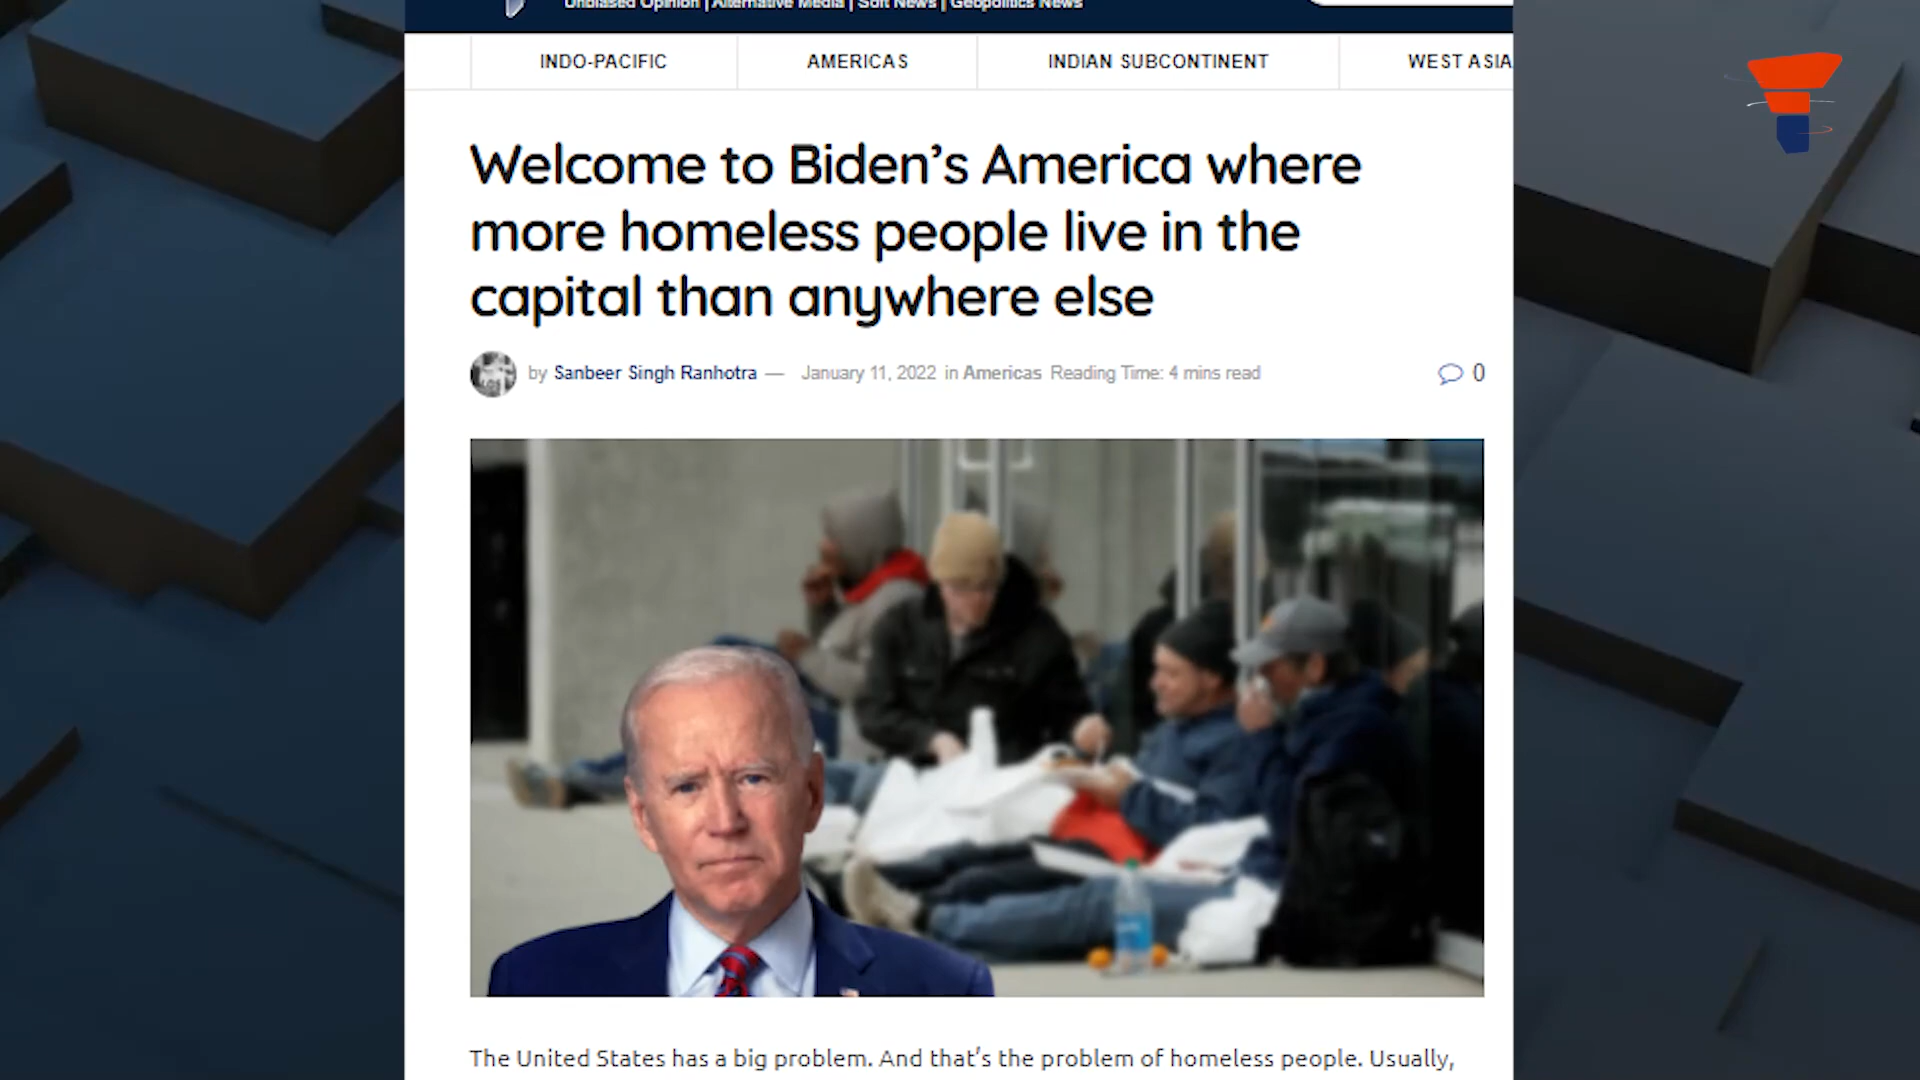 Unbiased Opinion | Alternative Media | Soft News | Geopolitics News
INDO-PACIFIC AMERICAS INDIAN SUBCONTINENT WEST ASIA
Welcome to Biden’s America where
more homeless people live in the
capital than anywhere else
by Sanbeer Singh Ranhotra — January 11, 2022 in Americas Reading Time: 4 mins read 0
The United States has a big problem. And that’s the problem of homeless people. Usually,